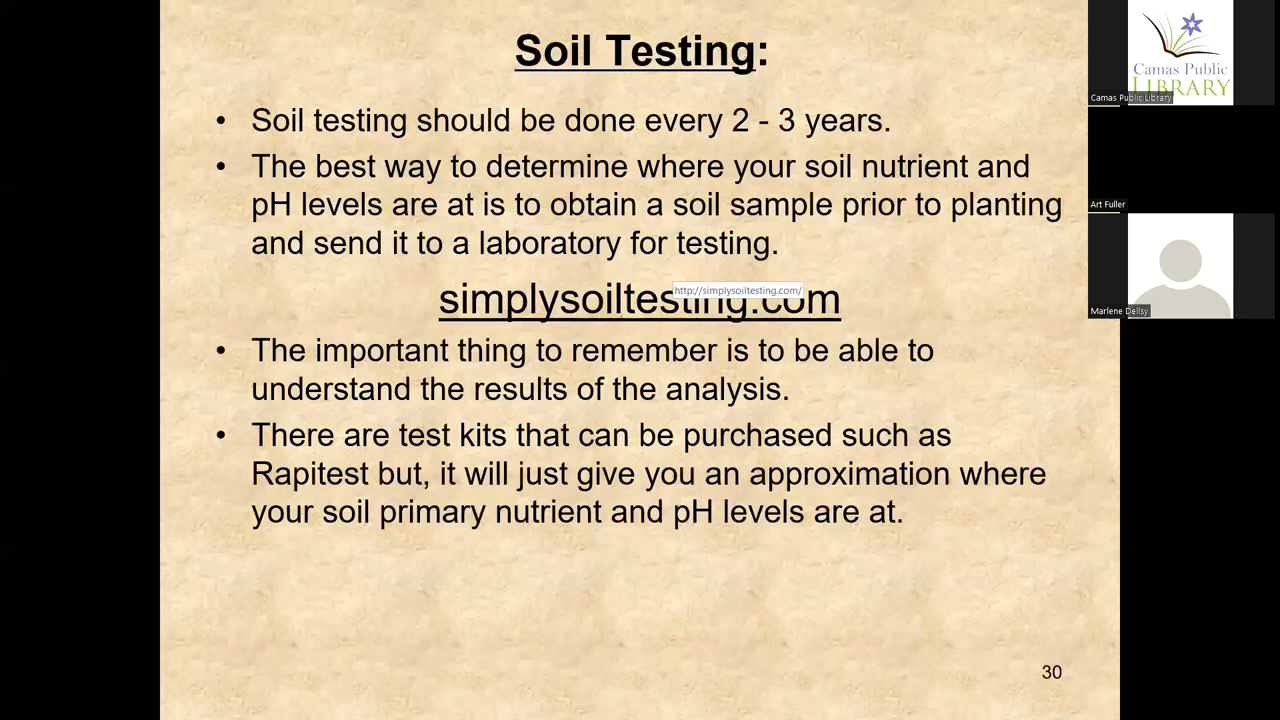 Soil Testing:
• Soil testing should be done every 2 - 3 years.
• The best way to determine where your soil nutrient and
pH levels are at is to obtain a soil sample prior to planting
and send it to a laboratory for testing.
http://simplysoiltesting.com/
simplysoiltesting.com
• The important thing to remember is to be able to
understand the results of the analysis.
• There are test kits that can be purchased such as
Rapitest but, it will just give you an approximation where
your soil primary nutrient and pH levels are at.
30
Camas Public
LIBRARY
Camas Public Library
Art Fuller
Marlene Dellsy